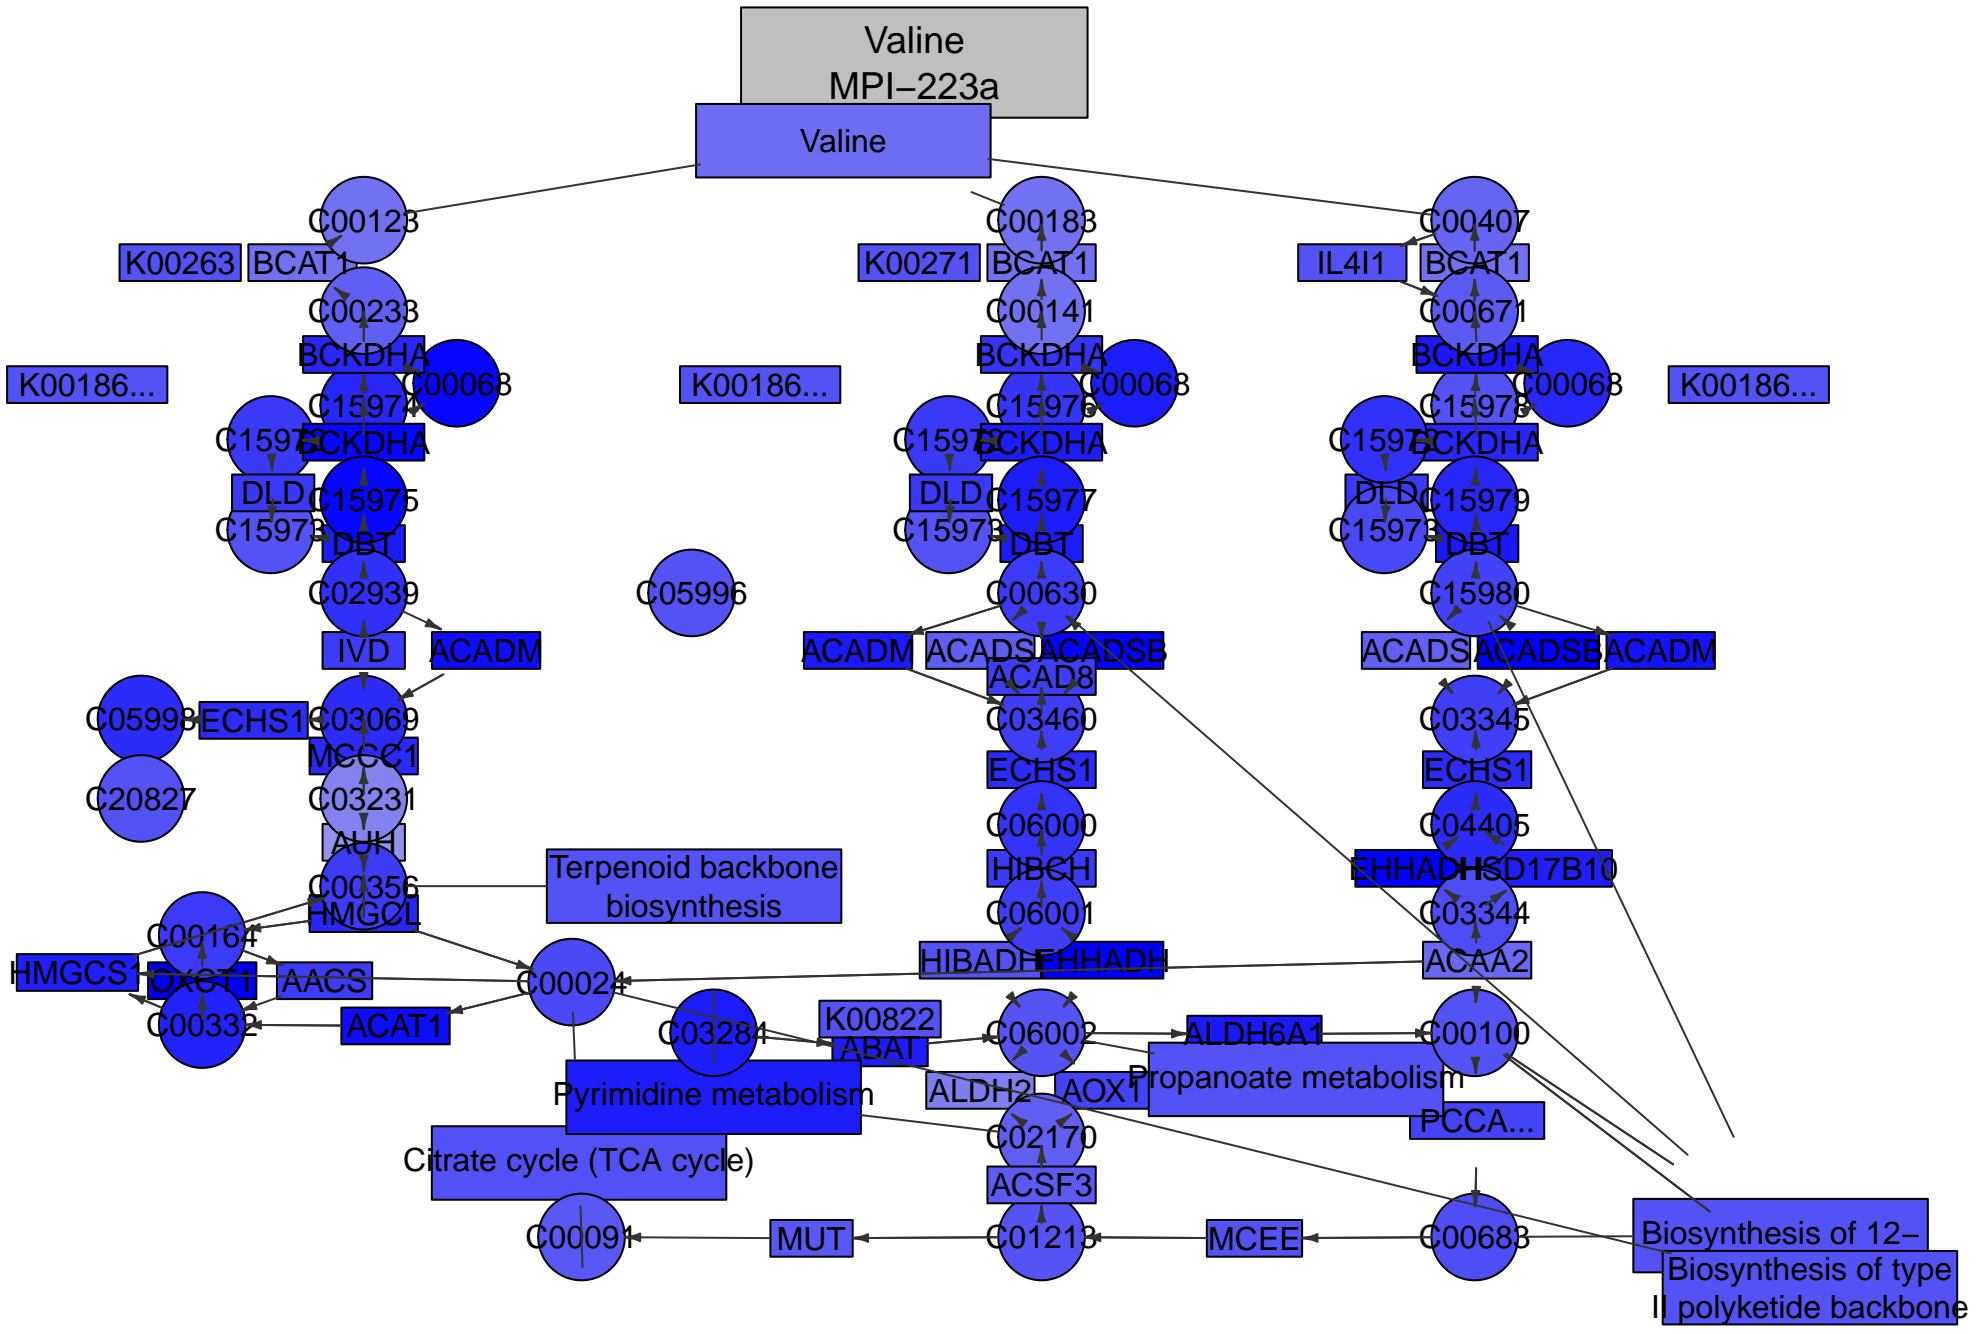 Valine
MPI−223a
Valine
C00123
C00183
C00407
K00263
BCAT1
K00271
BCAT1
IL4I1
BCAT1
C00233
C00141
C00671
BCKDHA
BCKDHA
BCKDHA
K00186...
C00068
K00186...
C00068
C00068
K00186...
C15974
C15976
C15978
BCKDHA
BCKDHA
BCKDHA
DLD
C15975
DLD
C15977
DLD
C15979
C15973
DBT
C15973
DBT
C15973
DBT
C02939
C05996
C00630
C15980
IVD
ACADM
ACADM
ACADS
ACADSB
ACADS
ACADSB
ACADM
ACAD8
C05998
ECHS1
C03069
C03460
C03345
MCCC1
ECHS1
ECHS1
C20827
C03231
C06000
C04405
AUH
Terpenoid backbone
biosynthesis
HIBCH
EHHADH
HSD17B10
C00356
HMGCL
C06001
C03344
C00164
HIBADH
EHHADH
ACAA2
HMGCS1
OXCT1
AACS
C00024
C00332
ACAT1
C03284
K00822
ABAT
C06002
ALDH6A1
C00100
Pyrimidine metabolism
ALDH2
AOX1
Propanoate metabolism
PCCA...
C02170
Citrate cycle (TCA cycle)
ACSF3
C00091
MUT
C01213
MCEE
C00683
Biosynthesis of 12−
Biosynthesis of type
II polyketide backbone